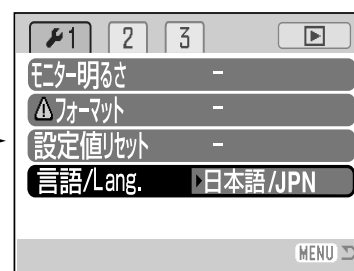 1 2 3
モニター明るさ –
フォーマット –
設定値リセット –
言語/Lang. 日本語/JPN
MENU